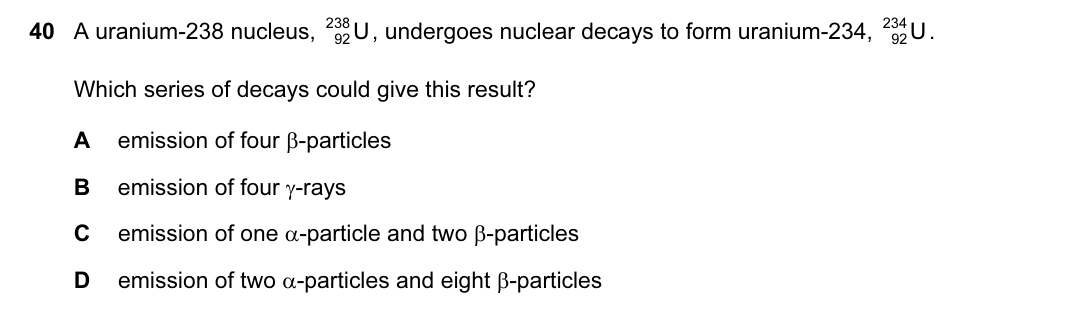 40 A uranium-238 nucleus, ²³⁸₉₂U, undergoes nuclear decays to form uranium-234, ²³⁴₉₂U.
Which series of decays could give this result?
A emission of four β-particles
B emission of four γ-rays
C emission of one α-particle and two β-particles
D emission of two α-particles and eight β-particles